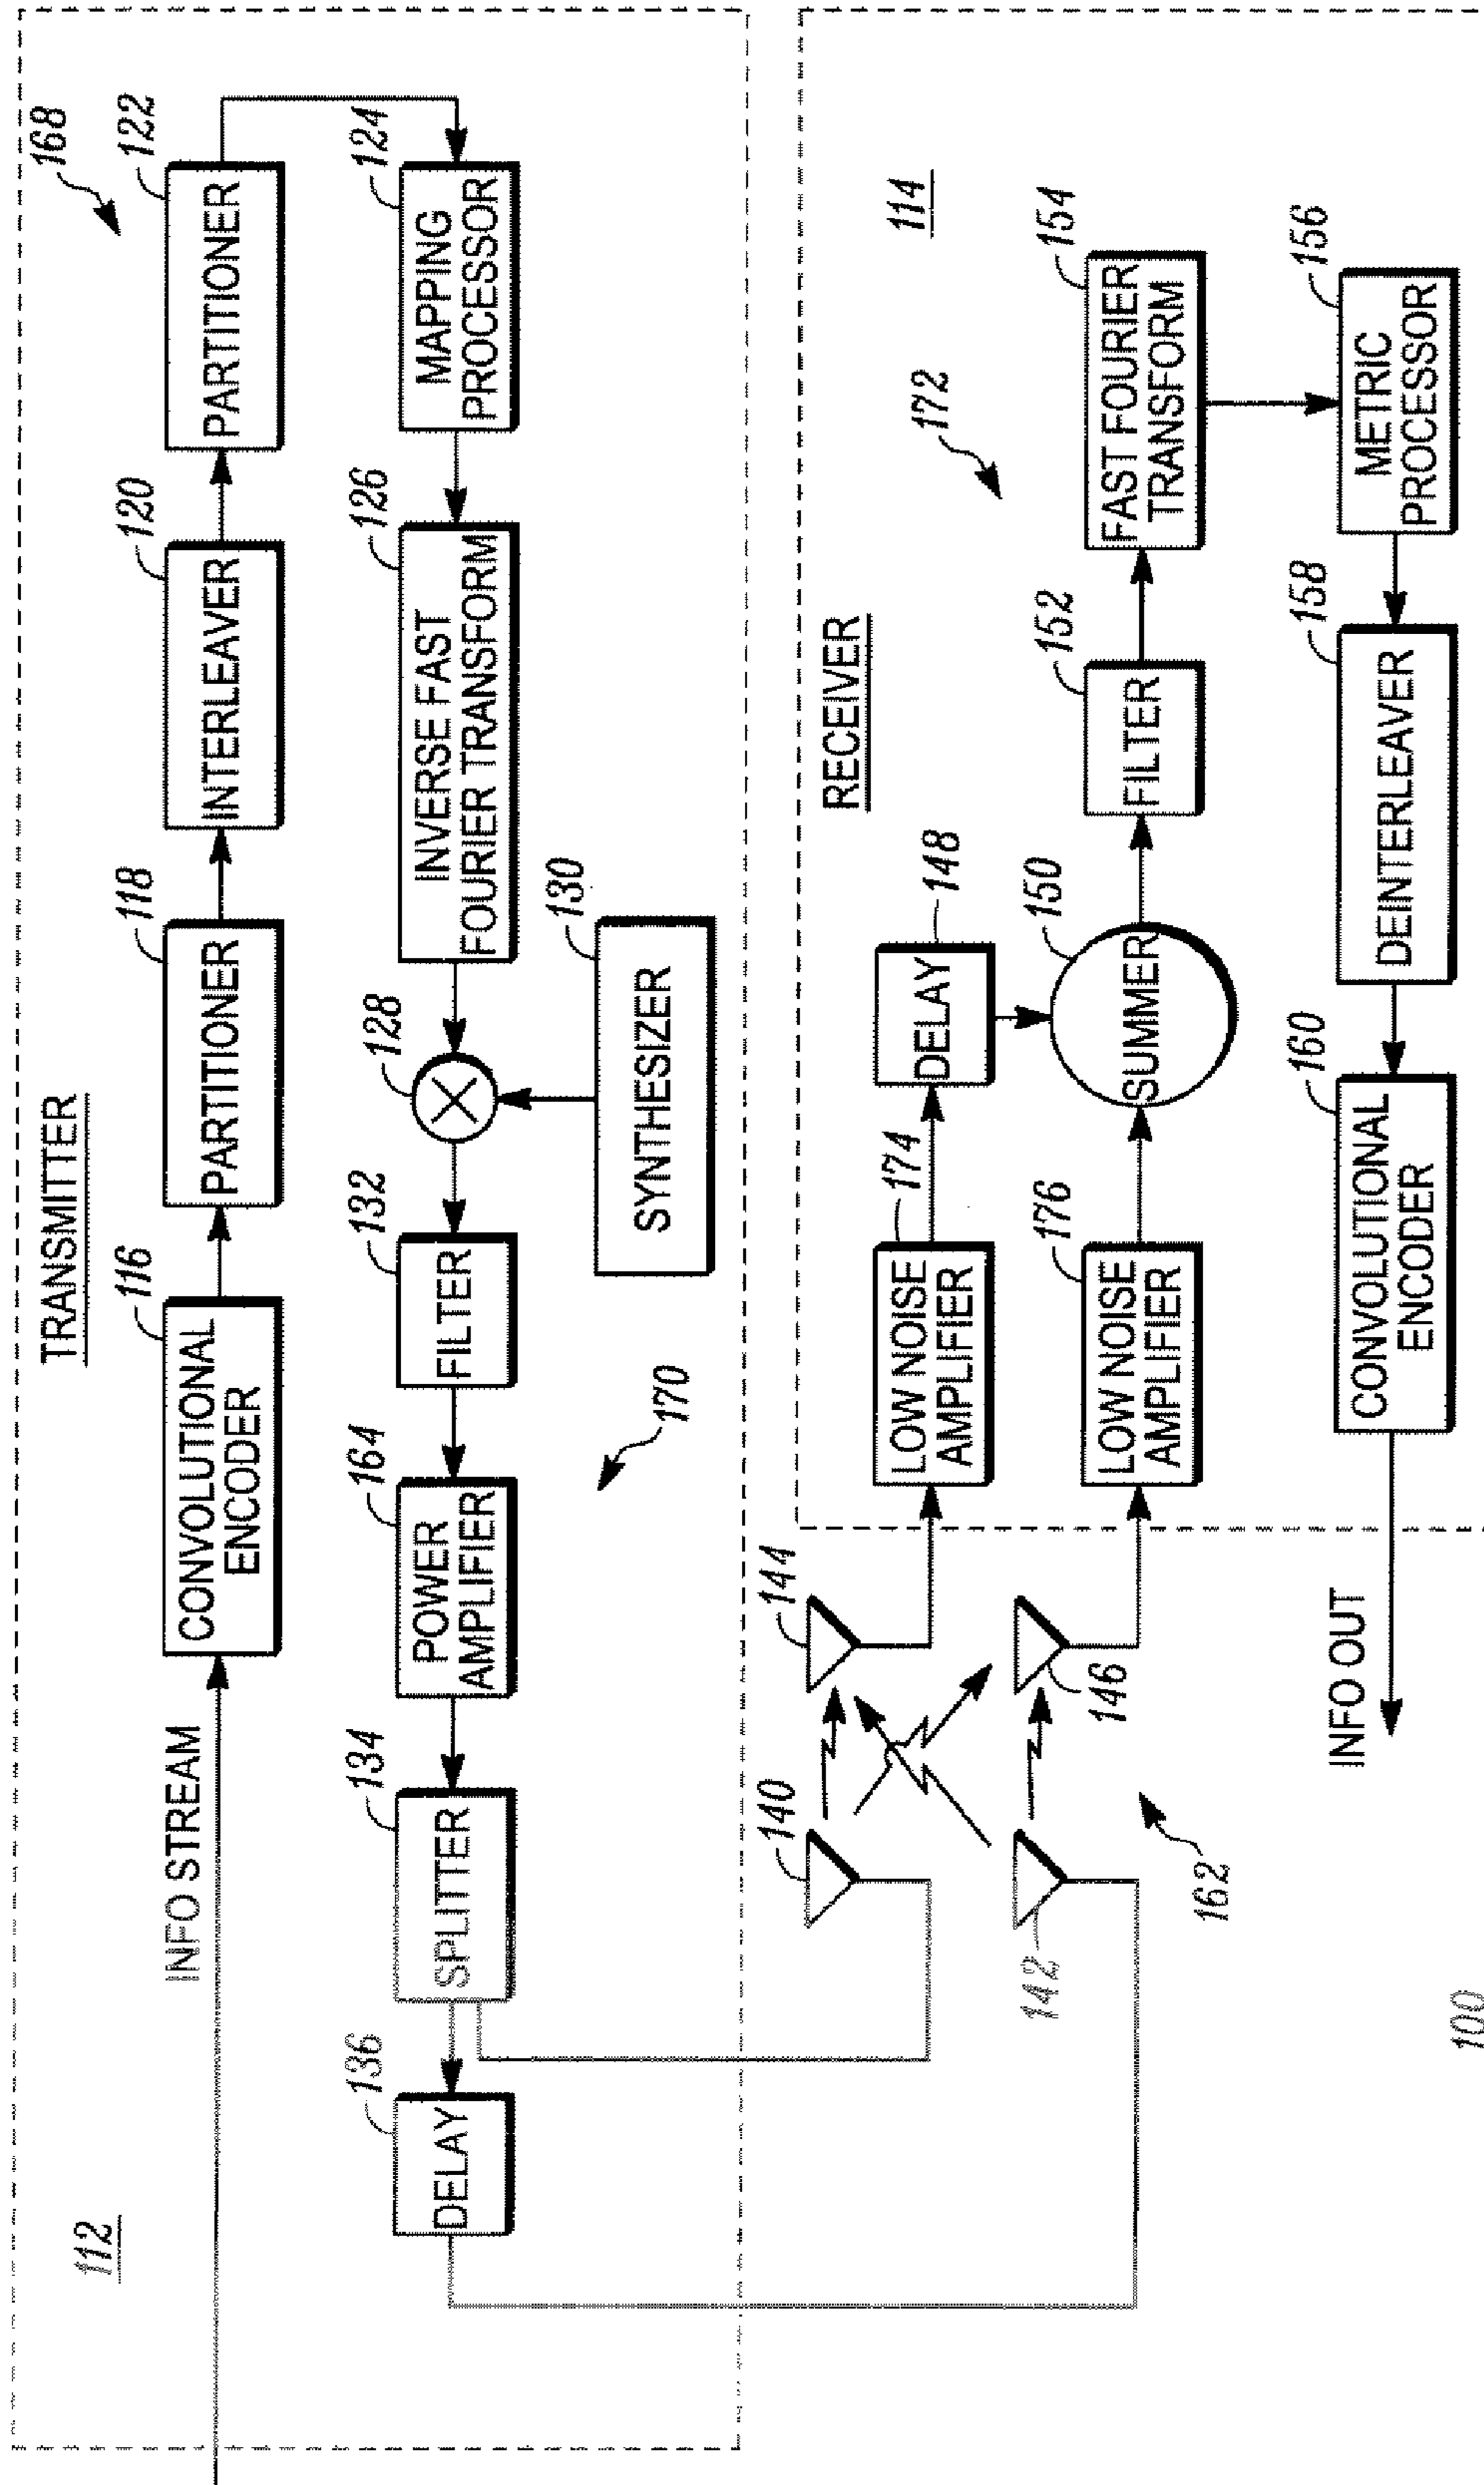 112
TRANSMITTER
168
INFO STREAM
116
CONVOLUTIONAL
ENCODER
118
PARTITIONER
120
INTERLEAVER
122
PARTITIONER
136
DELAY
134
SPLITTER
164
POWER
AMPLIFIER
132
FILTER
128
126
INVERSE FAST
FOURIER TRANSFORM
124
MAPPING
PROCESSOR
130
SYNTHESIZER
170
140
144
142
146
162
RECEIVER
114
174
LOW NOISE
AMPLIFIER
148
DELAY
172
176
LOW NOISE
AMPLIFIER
150
SUMMER
152
FILTER
154
FAST FOURIER
TRANSFORM
INFO OUT
160
CONVOLUTIONAL
ENCODER
158
DEINTERLEAVER
156
METRIC
PROCESSOR
100